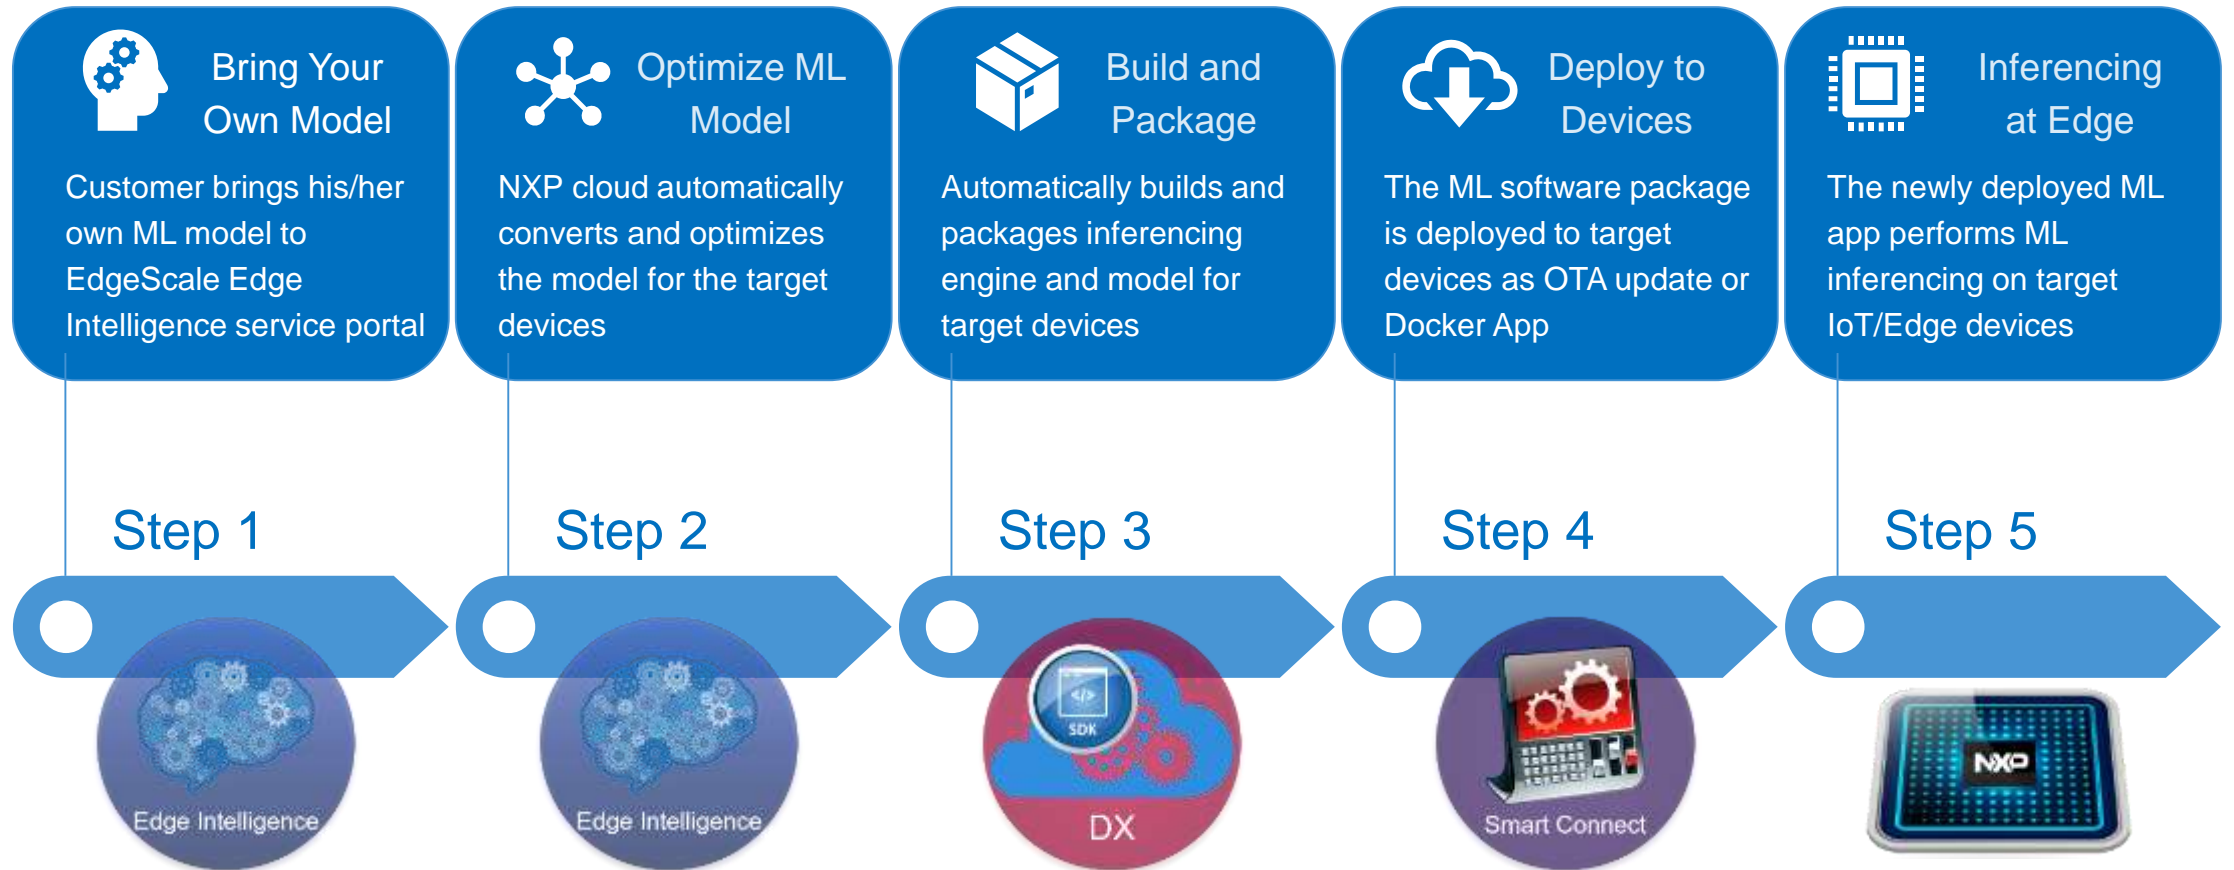 Bring Your
Own Model
Customer brings his/her
own ML model to
EdgeScale Edge
Intelligence service portal
Optimize ML
Model
NXP cloud automatically
converts and optimizes
the model for the target
devices
Build and
Package
Automatically builds and
packages inferencing
engine and model for
target devices
Deploy to
Devices
The ML software package
is deployed to target
devices as OTA update or
Docker App
Inferencing
at Edge
The newly deployed ML
app performs ML
inferencing on target
IoT/Edge devices
Step 1
Step 2
Step 3
Step 4
Step 5
Edge Intelligence
Edge Intelligence
</>
SDK
DX
Smart Connect
NXP